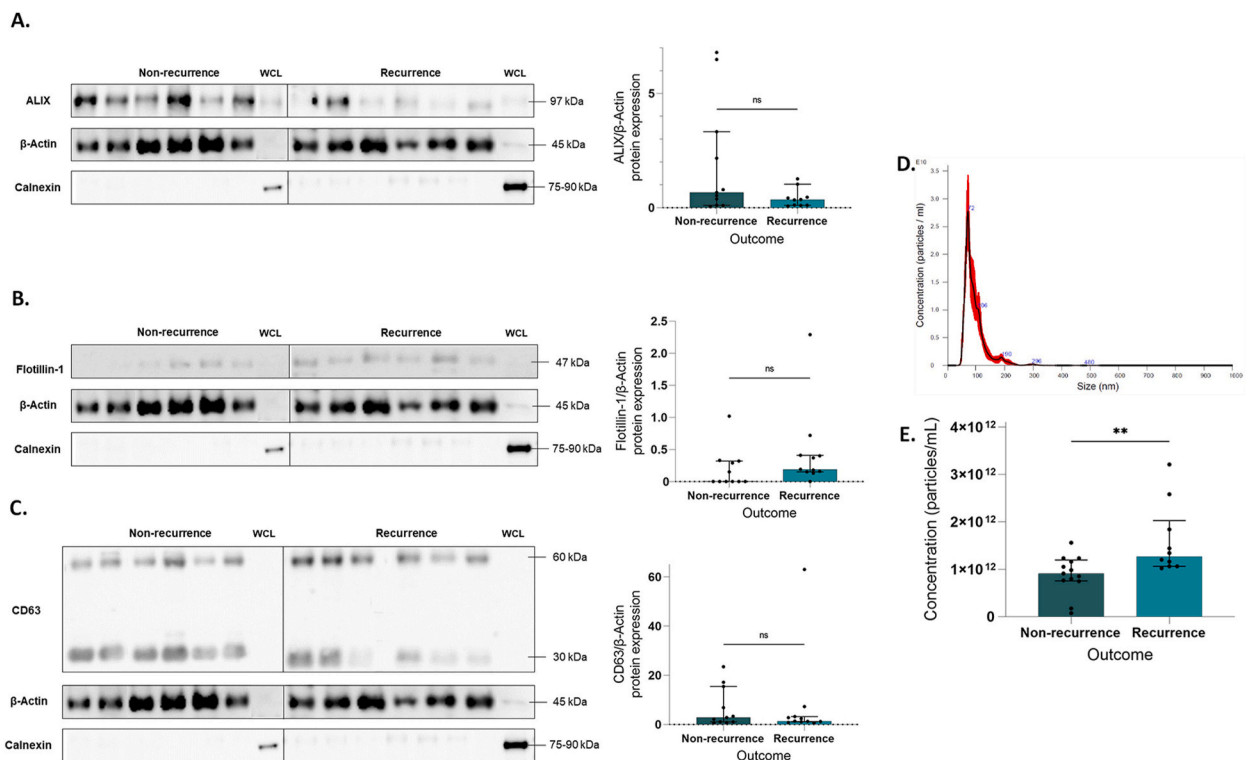 A.
Non-recurrence WCL Recurrence WCL
ALIX 97 kDa
β-Actin 45 kDa
Calnexin 75-90 kDa
ALIX/β-Actin
protein expression
5
0
ns
Non-recurrence Recurrence
Outcome
B.
Non-recurrence WCL Recurrence WCL
Flotillin-1 47 kDa
β-Actin 45 kDa
Calnexin 75-90 kDa
Flotillin-1/β-Actin
protein expression
2.5
2.0
1.5
1.0
0.5
0
ns
Non-recurrence Recurrence
Outcome
C.
Non-recurrence WCL Recurrence WCL
60 kDa
CD63
30 kDa
β-Actin 45 kDa
Calnexin 75-90 kDa
CD63/β-Actin
protein expression
60
40
20
0
ns
Non-recurrence Recurrence
Outcome
D.
E10
Concentration (particles / ml)
3.5
3.0
2.5
2.0
1.5
1.0
0.5
0
72
296
0 100 200 300 400 500 600 700 800 900 1000
Size (nm)
E.
Concentration (particles/mL)
4×10¹²
3×10¹²
2×10¹²
1×10¹²
0
**
Non-recurrence Recurrence
Outcome